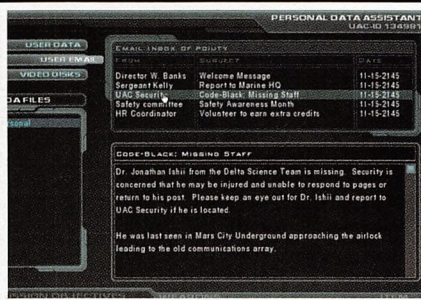 PERSONAL DATA ASSISTANT
UAC-ID 134981
USER DATA
USER EMAIL
VIDEO DISKS
DA FILES
sonal
EMAIL INBOX OF POIUTY
FROM SUBJECT DATE
Director W. Banks Welcome Message 11-15-2145
Sergeant Kelly Report to Marine HQ 11-15-2145
UAC Security Code-Black: Missing Staff 11-15-2145
Safety committee Safety Awareness Month 11-15-2145
HR Coordinator Volunteer to earn extra credits 11-15-2145
CODE-BLACK: MISSING STAFF
Dr. Jonathan Ishii from the Delta Science Team is missing. Security is
concerned that he may be injured and unable to respond to pages or
return to his post. Please keep an eye out for Dr. Ishii and report to
UAC Security if he is located.
He was last seen in Mars City Underground approaching the airlock
leading to the old communications array.
SSION OBJECTIVES WEAPONS ITEMS